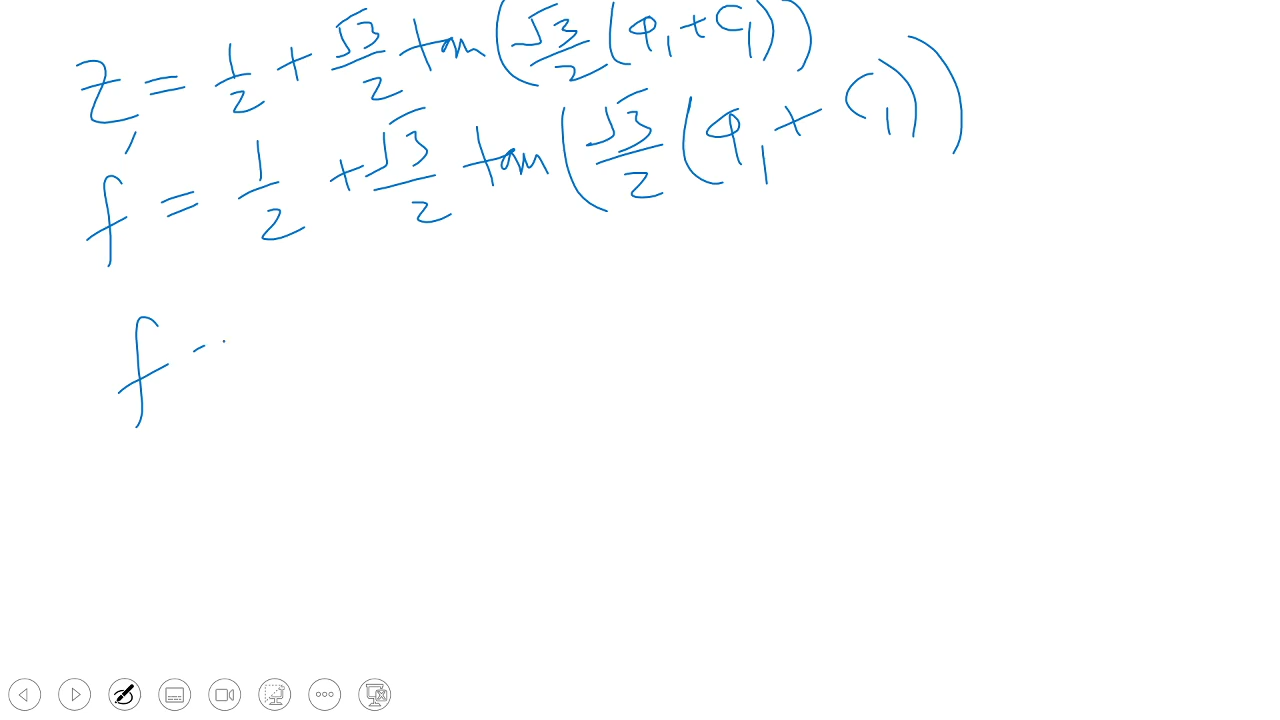 z = 1/2 + √3/2 tan(√3/2 (φ₁ + C₁))
f' = 1/2 + √3/2 tan(√3/2 (φ₁ + C₁))
f =